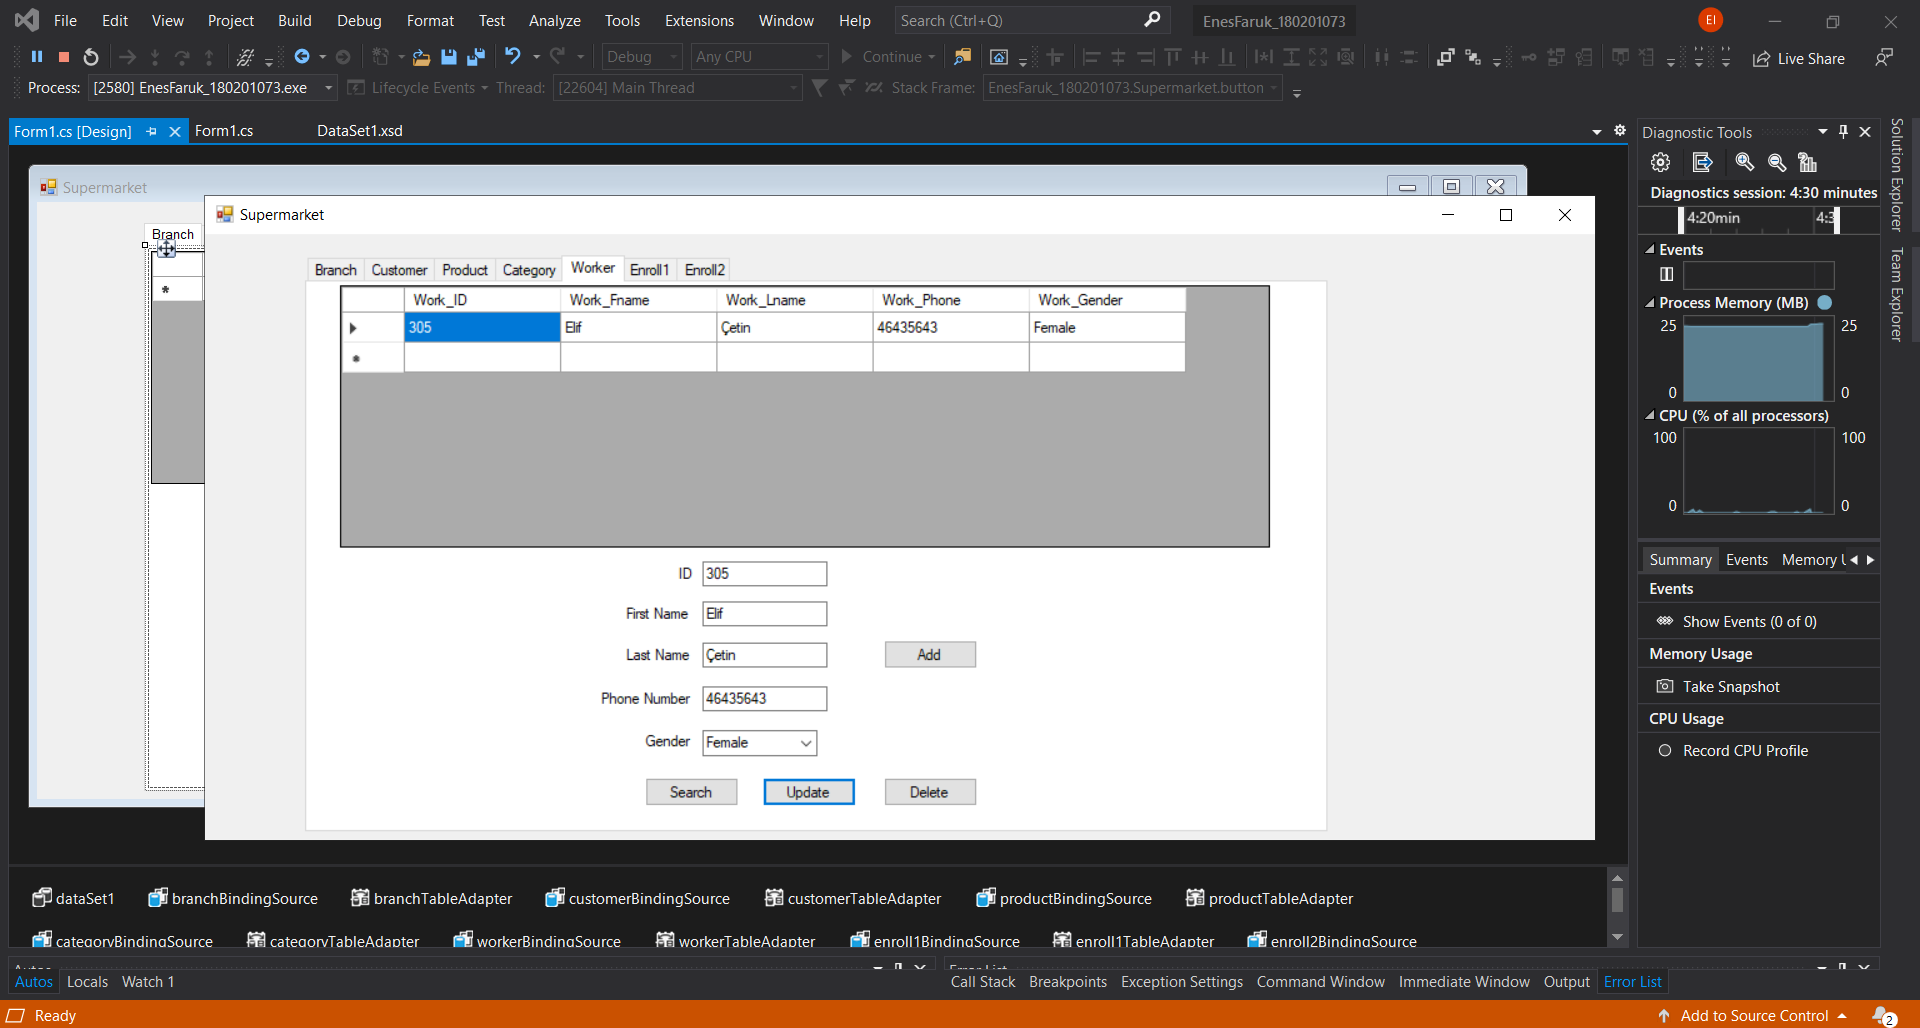 File Edit View Project Build Debug Format Test Analyze Tools Extensions Window Help Search (Ctrl+Q) EnesFaruk_180201073 EI
Debug Any CPU Continue Live Share
Process: [2580] EnesFaruk_180201073.exe Lifecycle Events Thread: [22604] Main Thread Stack Frame: EnesFaruk_180201073.Supermarket.button
Form1.cs [Design] Form1.cs DataSet1.xsd
Supermarket
Branch
Supermarket
Branch Customer Product Category Worker Enroll1 Enroll2
Work_ID Work_Fname Work_Lname Work_Phone Work_Gender
305 Elif Çetin 46435643 Female
ID 305
First Name Elif
Last Name Çetin Add
Phone Number 46435643
Gender Female
Search Update Delete
dataSet1 branchBindingSource branchTableAdapter customerBindingSource customerTableAdapter productBindingSource productTableAdapter
categoryBindingSource categoryTableAdapter workerBindingSource workerTableAdapter enroll1BindingSource enroll1TableAdapter enroll2BindingSource
Diagnostic Tools
Diagnostics session: 4:30 minutes
4:20min 4:3
Events
Process Memory (MB)
25 25
0 0
CPU (% of all processors)
100 100
0 0
Summary Events Memory U
Events
Show Events (0 of 0)
Memory Usage
Take Snapshot
CPU Usage
Record CPU Profile
Solution Explorer
Team Explorer
Autos Error List
Autos Locals Watch 1 Call Stack Breakpoints Exception Settings Command Window Immediate Window Output Error List
Ready Add to Source Control 2